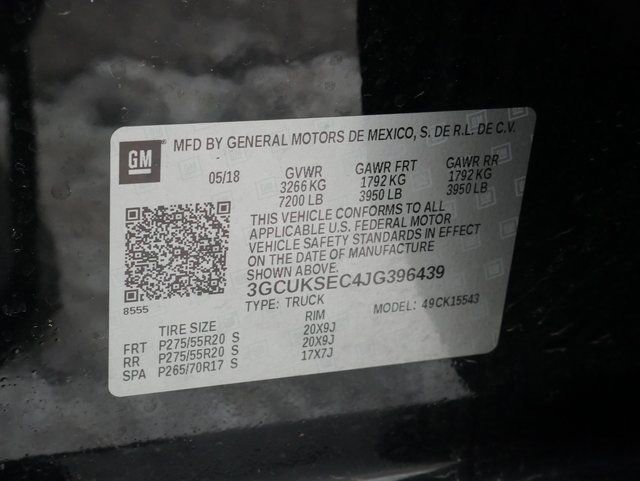 GM ® MFD BY GENERAL MOTORS DE MEXICO, S. DE R.L. DE C.V.
05/18 GVWR GAWR FRT GAWR RR
3266 KG 1792 KG 1792 KG
7200 LB 3950 LB 3950 LB
THIS VEHICLE CONFORMS TO ALL
APPLICABLE U.S. FEDERAL MOTOR
VEHICLE SAFETY STANDARDS IN EFFECT
ON THE DATE OF MANUFACTURE
SHOWN ABOVE.
3GCUKSEC4JG396439
8555 TYPE: TRUCK MODEL: 49CK15543
TIRE SIZE RIM
FRT P275/55R20 S 20X9J
RR P275/55R20 S 20X9J
SPA P265/70R17 S 17X7J